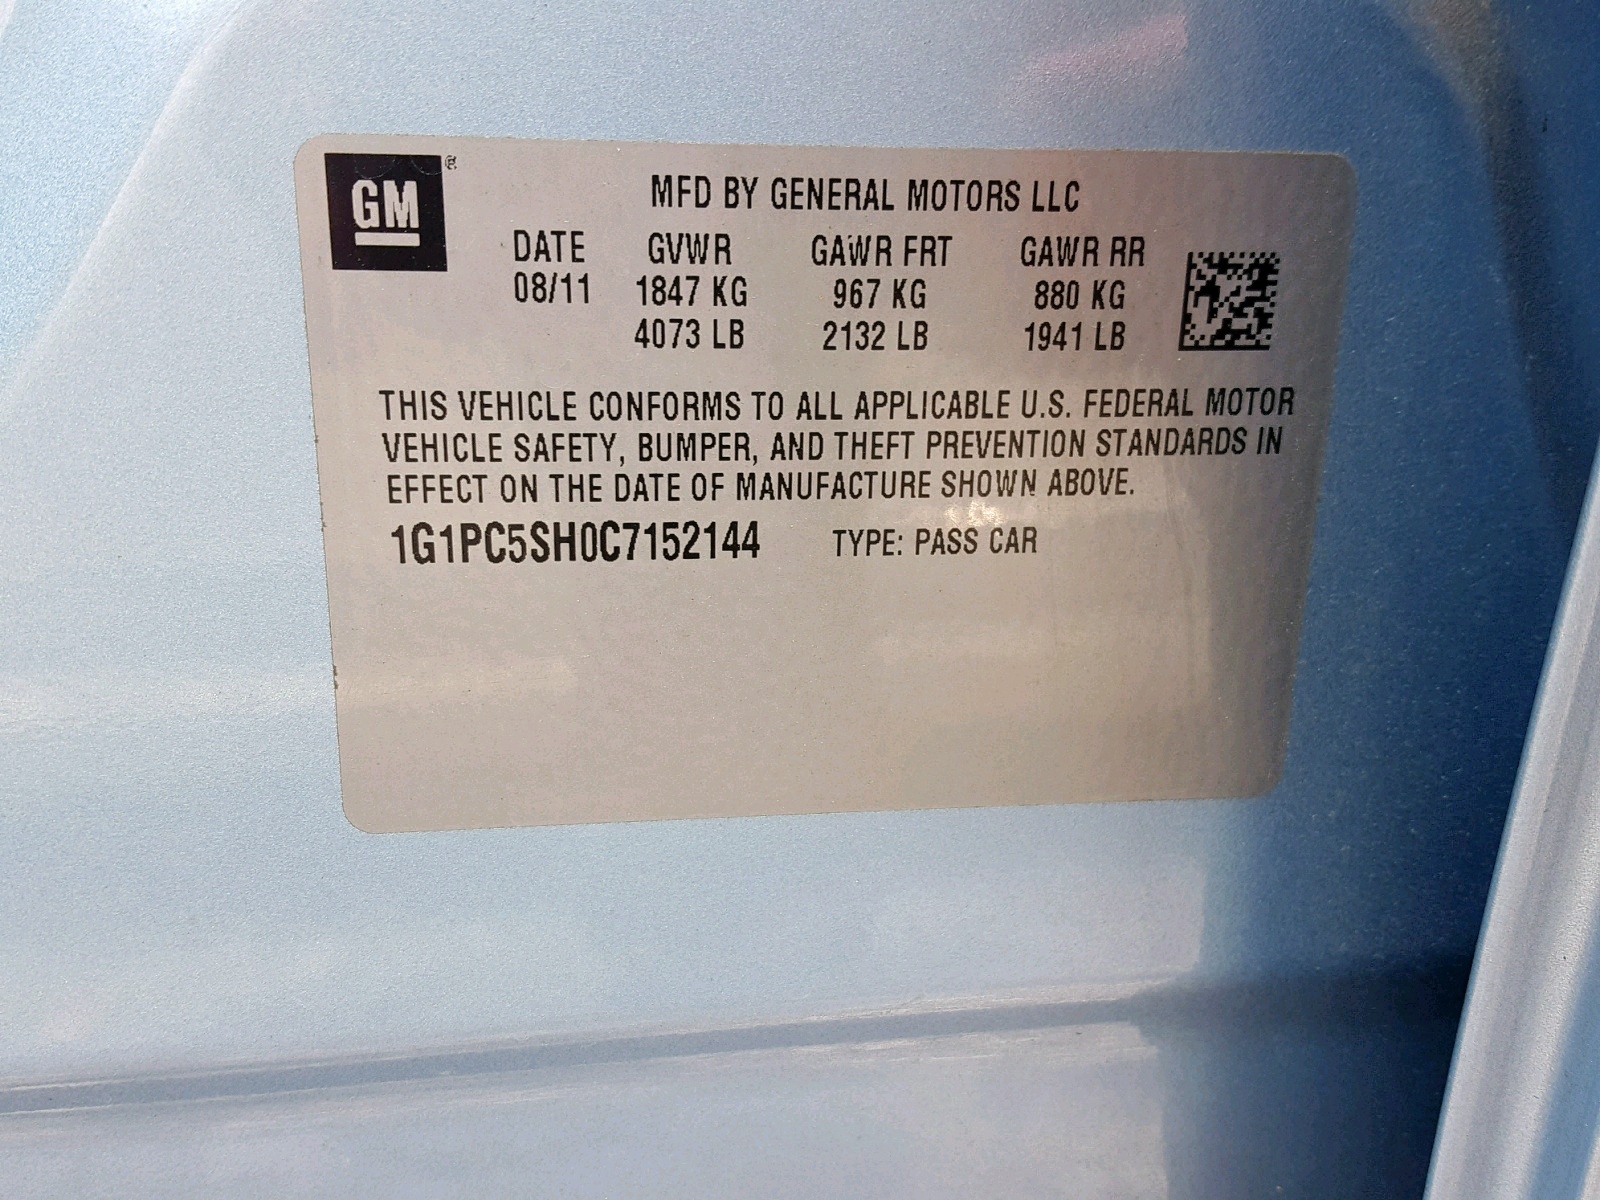 GM
MFD BY GENERAL MOTORS LLC
DATE GVWR GAWR FRT GAWR RR
08/11 1847 KG 967 KG 880 KG
4073 LB 2132 LB 1941 LB
THIS VEHICLE CONFORMS TO ALL APPLICABLE U.S. FEDERAL MOTOR
VEHICLE SAFETY, BUMPER, AND THEFT PREVENTION STANDARDS IN
EFFECT ON THE DATE OF MANUFACTURE SHOWN ABOVE.
1G1PC5SH0C7152144 TYPE: PASS CAR